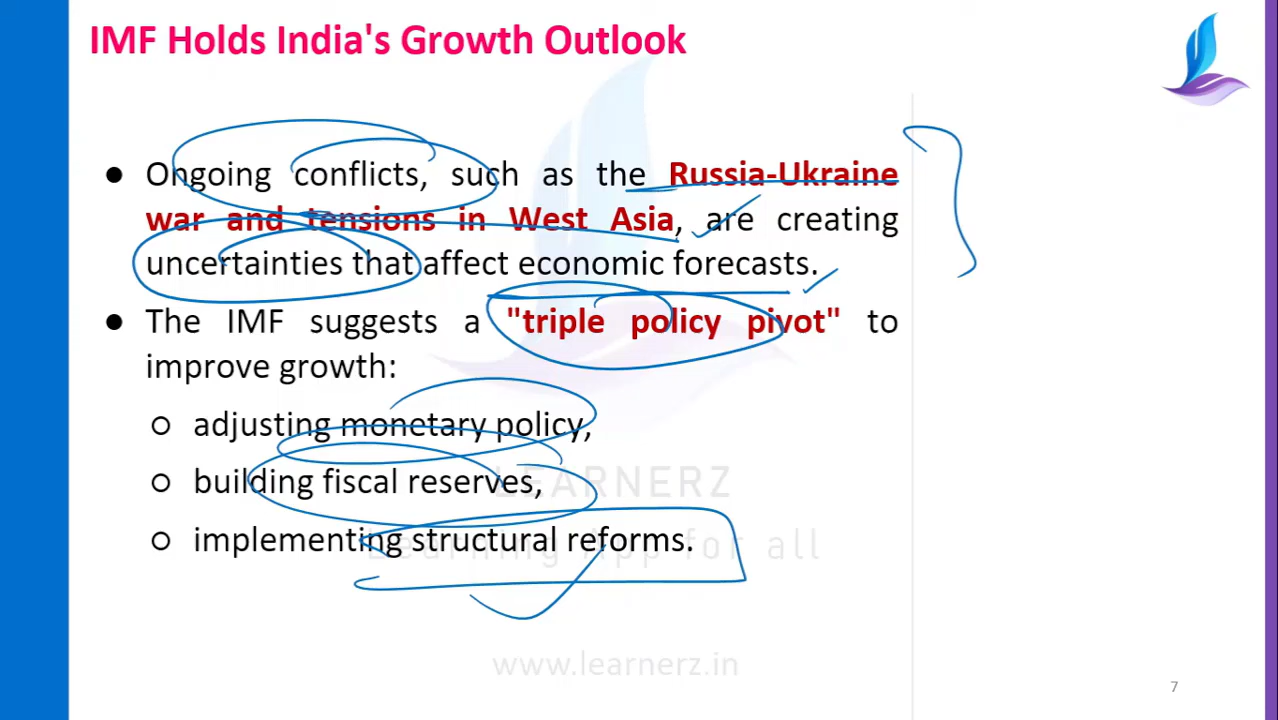 IMF Holds India's Growth Outlook
● Ongoing conflicts, such as the Russia-Ukraine
war and tensions in West Asia, are creating
uncertainties that affect economic forecasts.
● The IMF suggests a "triple policy pivot" to
improve growth:
○ adjusting monetary policy,
○ building fiscal reserves,
LEARNERZ
○ implementing structural reforms.
Learning App for all
www.learnerz.in
7